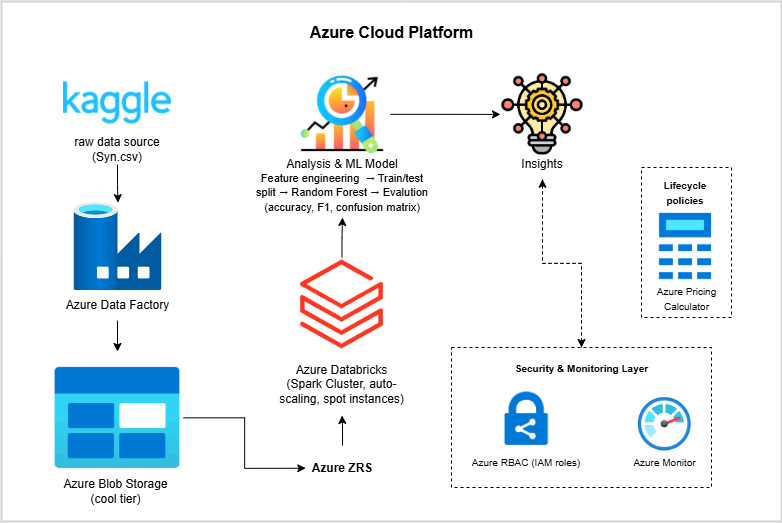 Azure Cloud Platform
kaggle
raw data source
(Syn.csv)
Azure Data Factory
Azure Blob Storage
(cool tier)
Azure ZRS
Azure Databricks
(Spark Cluster, auto-
scaling, spot instances)
Analysis & ML Model
Feature engineering → Train/test
split → Random Forest → Evalution
(accuracy, F1, confusion matrix)
Insights
Lifecycle
policies
Azure Pricing
Calculator
Security & Monitoring Layer
Azure RBAC (IAM roles)
Azure Monitor